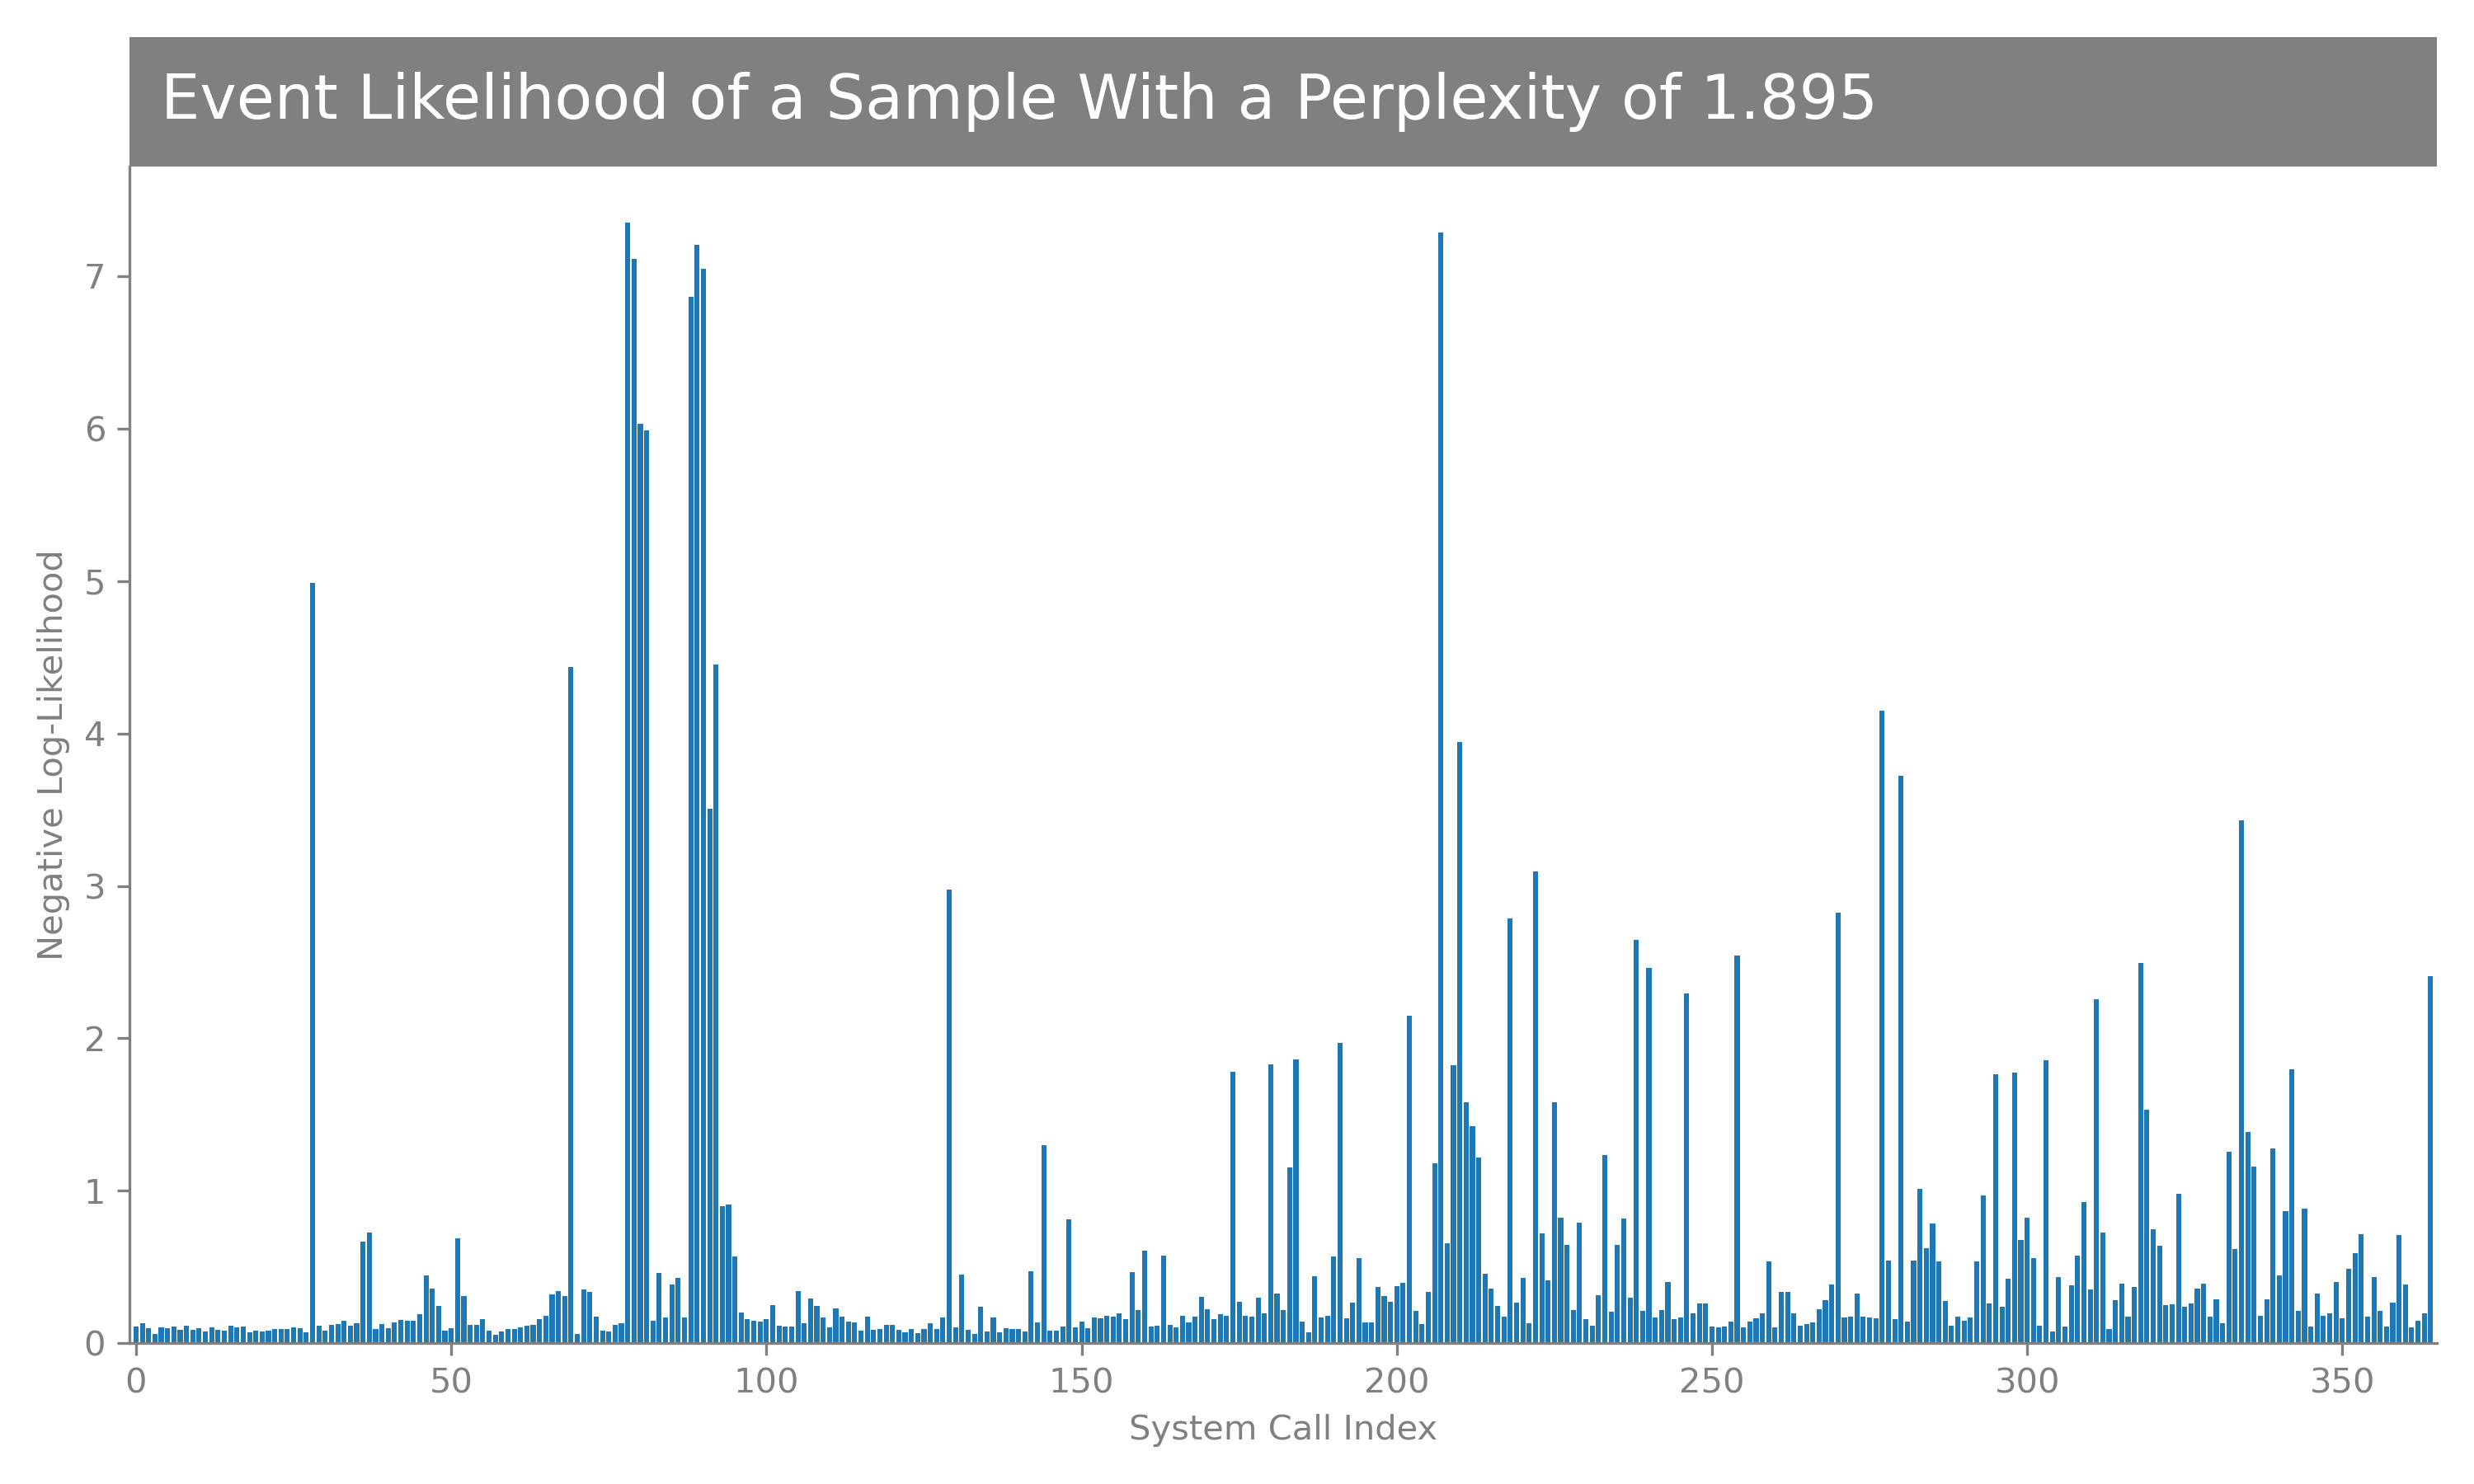 Event Likelihood of a Sample With a Perplexity of 1.895
Negative Log-Likelihood
7
6
5
4
3
2
1
0
0 50 100 150 200 250 300 350
System Call Index